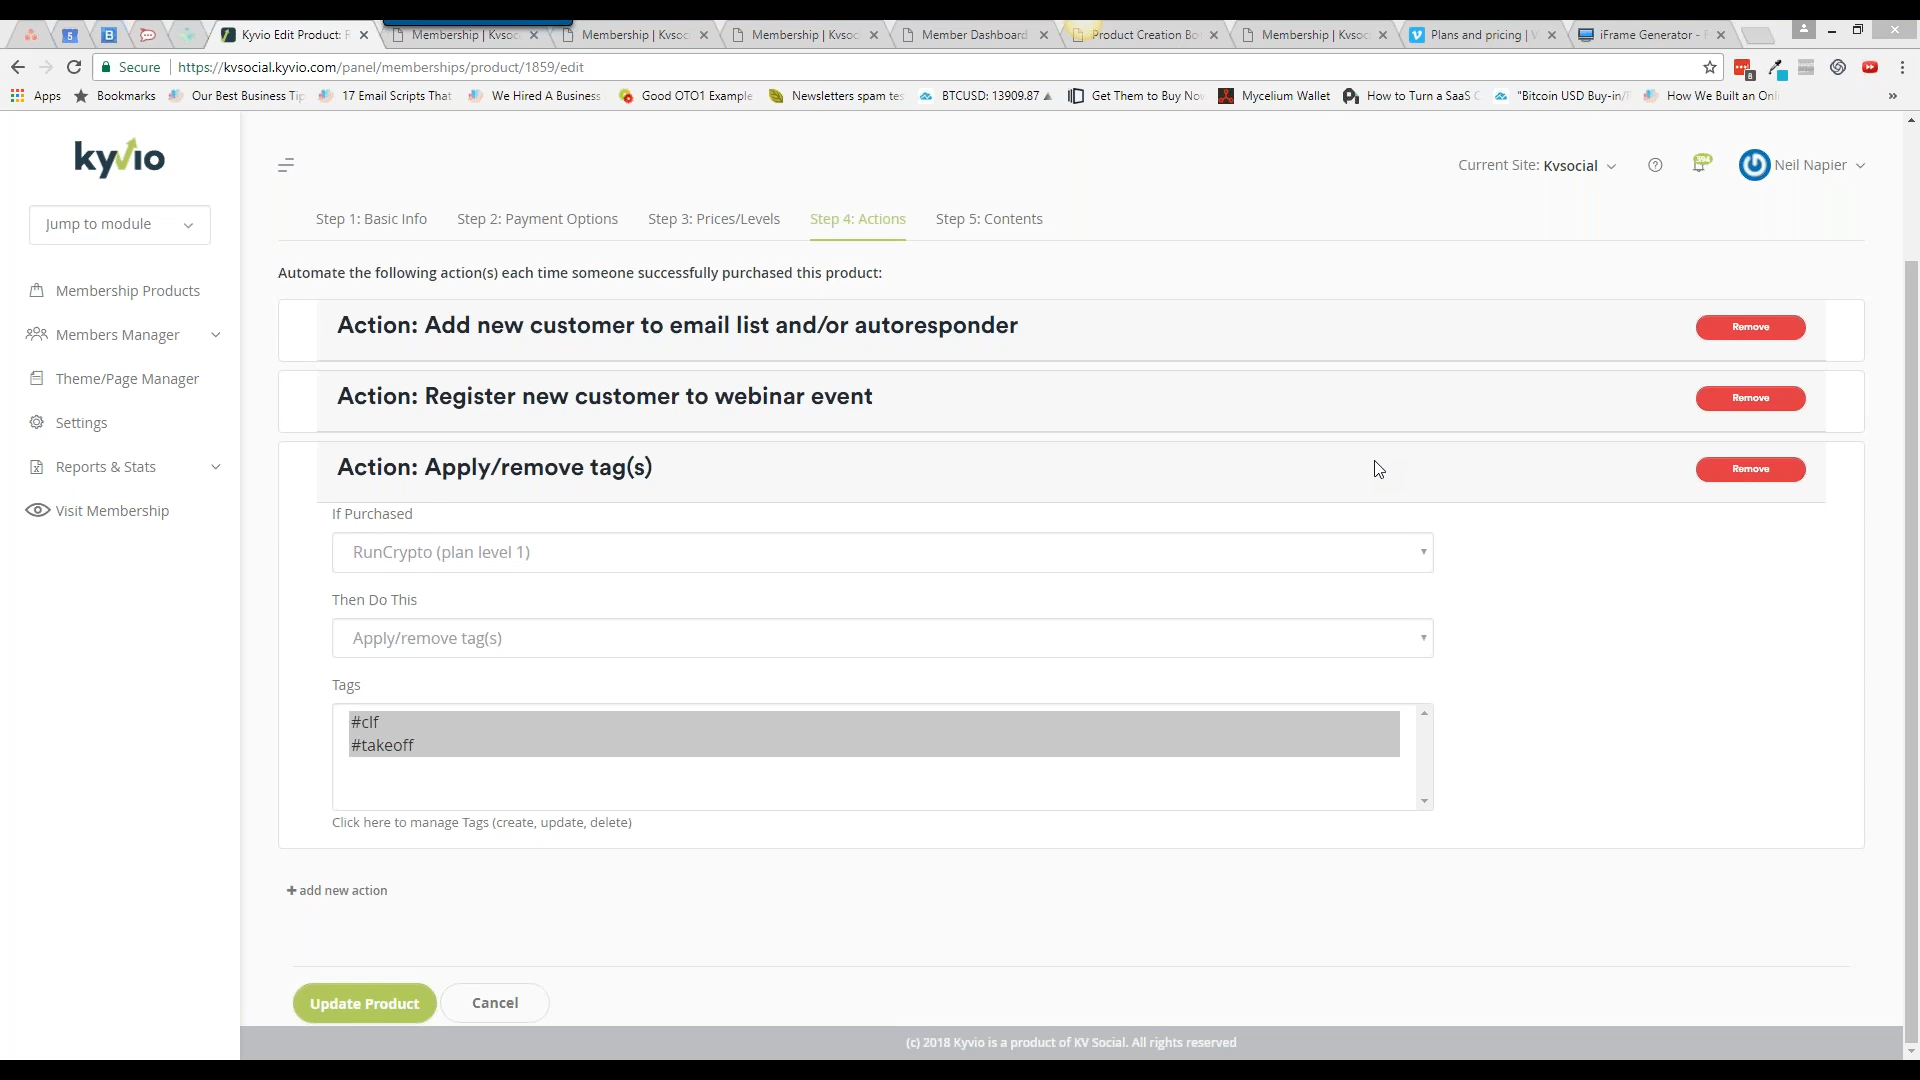 5
B
Kyvio Edit Product:
Membership | Kvsoc
Membership | Kvsoc
Membership | Kvsoc
Member Dashboard
Product Creation Bo
Membership | Kvsoc
Plans and pricing |
iFrame Generator -
Secure
https://kvsocial.kyvio.com/panel/memberships/product/1859/edit
8
Apps
Bookmarks
Our Best Business Tip
17 Email Scripts That
We Hired A Business
Good OTO1 Example
Newsletters spam tes
BTCUSD: 13909.87 ▲
Get Them to Buy Nov
Mycelium Wallet
How to Turn a SaaS
"Bitcoin USD Buy-in/
How We Built an Onl
»
kyvio
Jump to module
Membership Products
Members Manager
Theme/Page Manager
Settings
Reports & Stats
Visit Membership
Current Site: Kvsocial
394
Neil Napier
Step 1: Basic Info
Step 2: Payment Options
Step 3: Prices/Levels
Step 4: Actions
Step 5: Contents
Automate the following action(s) each time someone successfully purchased this product:
Action: Add new customer to email list and/or autoresponder
Remove
Action: Register new customer to webinar event
Remove
Action: Apply/remove tag(s)
Remove
If Purchased
RunCrypto (plan level 1)
Then Do This
Apply/remove tag(s)
Tags
#clf
#takeoff
Click here to manage Tags (create, update, delete)
+ add new action
Update Product
Cancel
(c) 2018 Kyvio is a product of KV Social. All rights reserved